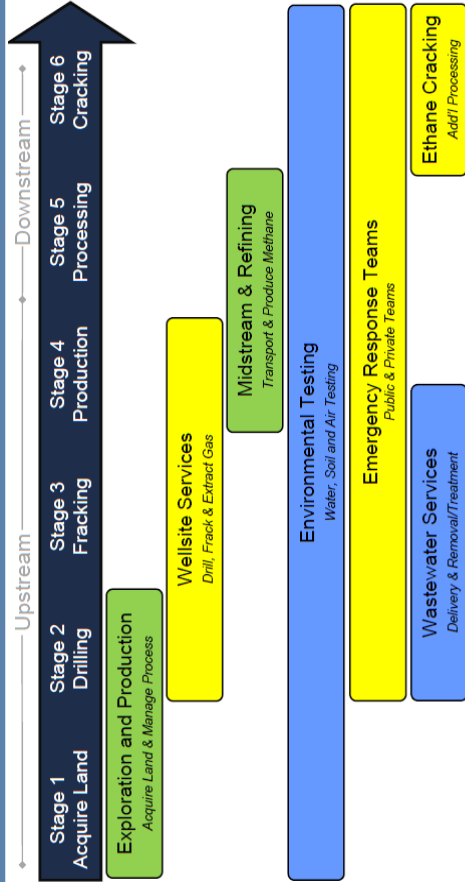 Upstream
Downstream
Stage 1
Acquire Land
Stage 2
Drilling
Stage 3
Fracking
Stage 4
Production
Stage 5
Processing
Stage 6
Cracking
Exploration and Production
Acquire Land & Manage Process
Wellsite Services
Drill, Frack & Extract Gas
Midstream & Refining
Transport & Produce Methane
Environmental Testing
Water, Soil and Air Testing
Emergency Response Teams
Public & Private Teams
Wastewater Services
Delivery & Removal/Treatment
Ethane Cracking
Add'l Processing